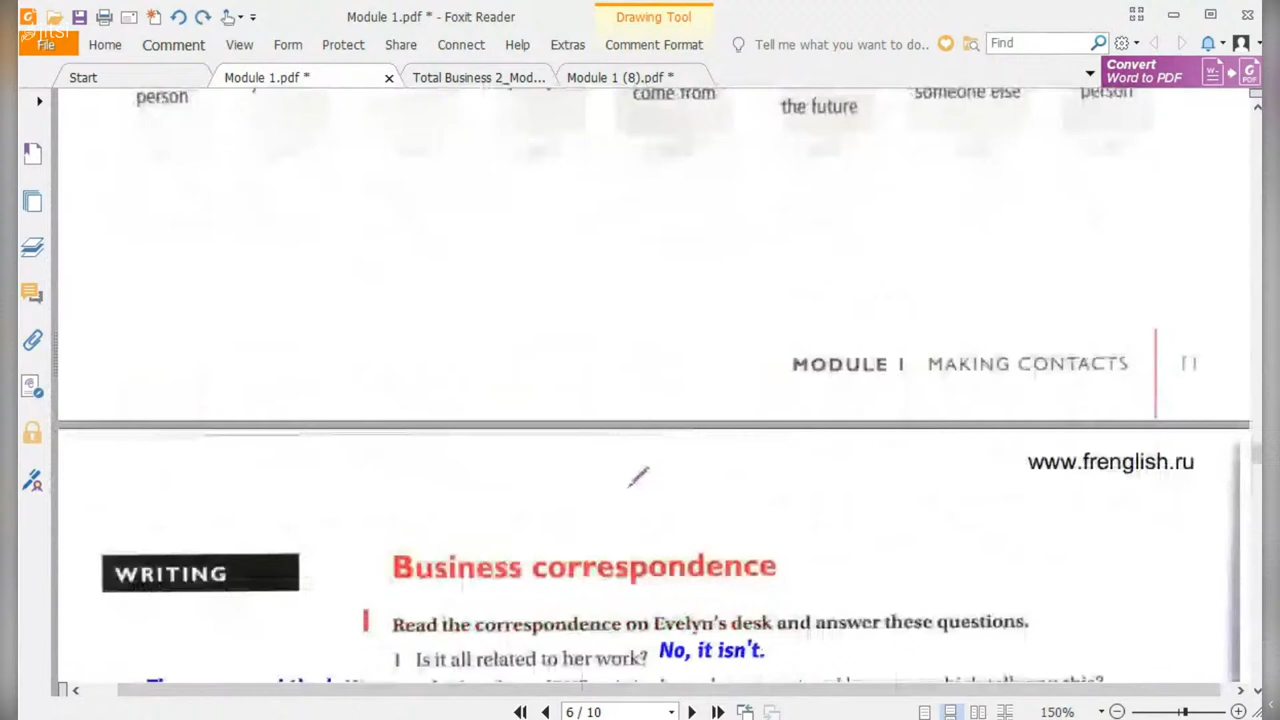 Module 1.pdf * - Foxit Reader
Drawing Tool
File
Home
Comment
View
Form
Protect
Share
Connect
Help
Extras
Comment Format
Tell me what you want to do..
Find
Start
Module 1.pdf *
Total Business 2_Mod...
Module 1 (8).pdf *
Convert
Word to PDF
person
come from
the future
someone else
person
MODULE 1 MAKING CONTACTS 11
www.frenglish.ru
WRITING
Business correspondence
1 Read the correspondence on Evelyn's desk and answer these questions.
1 Is it all related to her work? No, it isn't.
6 / 10
150%